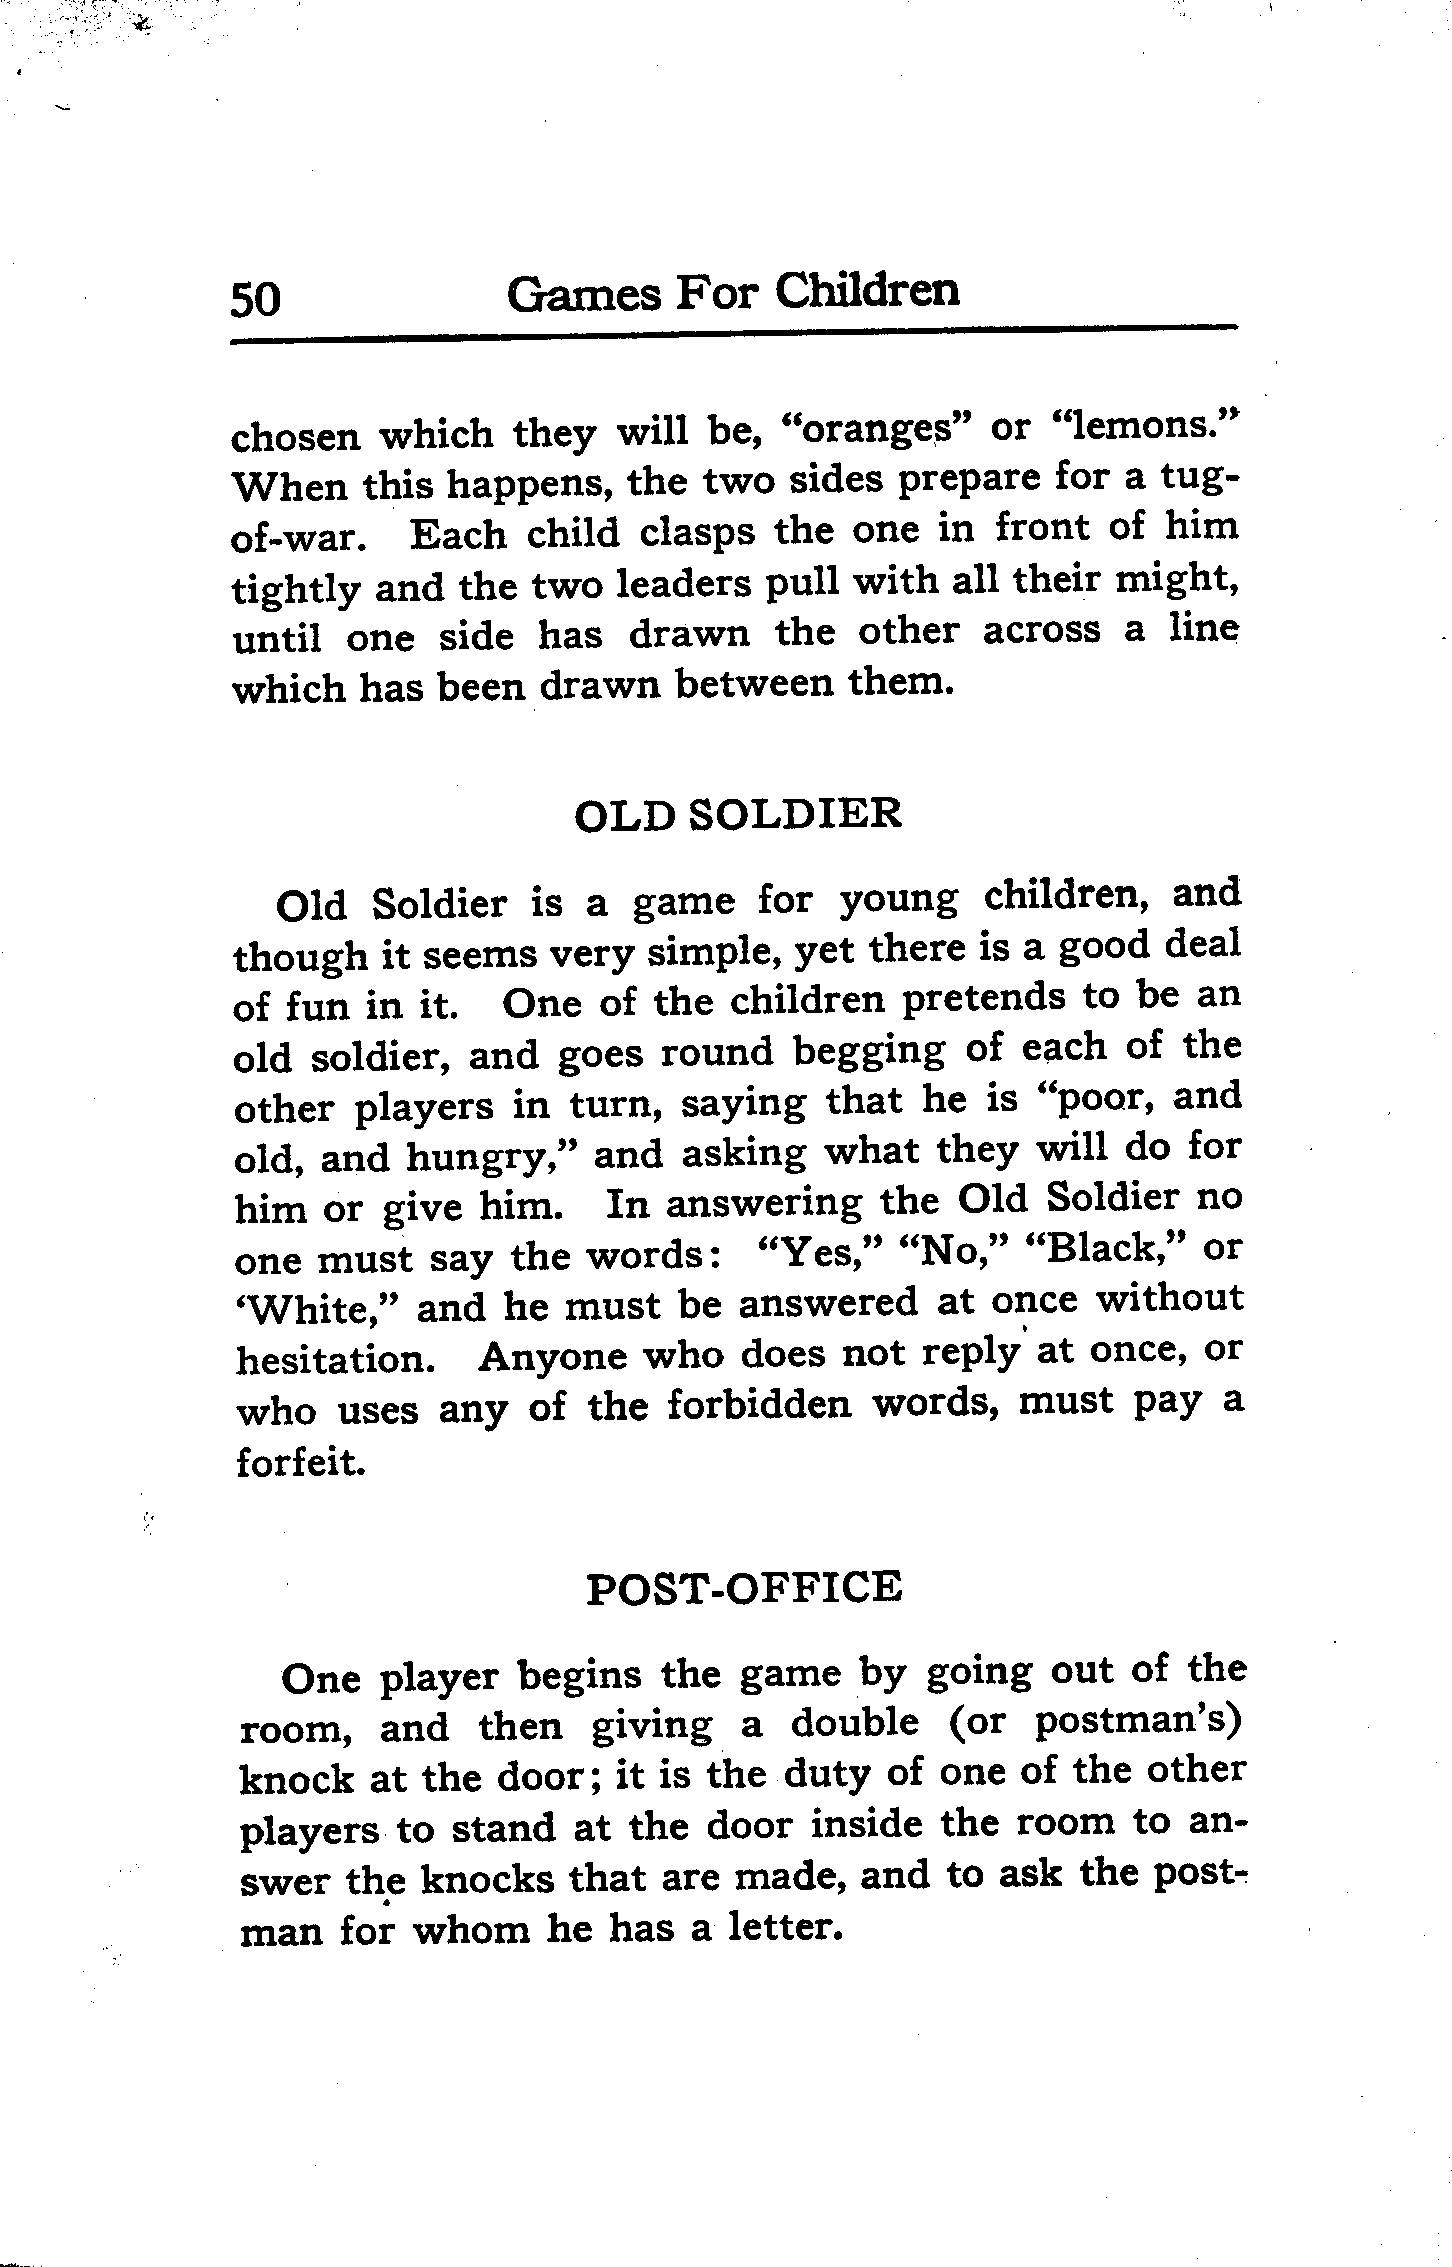 50 Games For Children
chosen which they will be, “oranges” or “lemons.”
When this happens, the two sides prepare for a tug-
of-war. Each child clasps the one in front of him
tightly and the two leaders pull with all their might,
until one side has drawn the other across a line
which has been drawn between them.
OLD SOLDIER
Old Soldier is a game for young children, and
though it seems very simple, yet there is a good deal
of fun in it. One of the children pretends to be an
old soldier, and goes round begging of each of the
other players in turn, saying that he is “poor, and
old, and hungry,” and asking what they will do for
him or give him. In answering the Old Soldier no
one must say the words: “Yes,” “No,” “Black,” or
‘White,” and he must be answered at once without
hesitation. Anyone who does not reply at once, or
who uses any of the forbidden words, must pay a
forfeit.
POST-OFFICE
One player begins the game by going out of the
room, and then giving a double (or postman’s)
knock at the door; it is the duty of one of the other
players to stand at the door inside the room to an-
swer the knocks that are made, and to ask the post-
man for whom he has a letter.